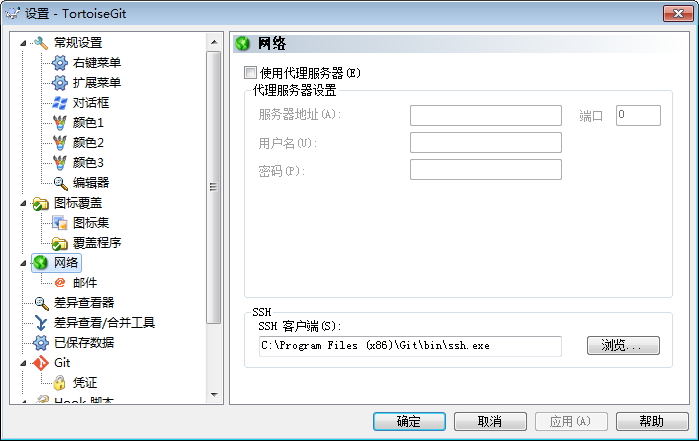 设置 - TortoiseGit
常规设置
右键菜单
扩展菜单
对话框
颜色1
颜色2
颜色3
编辑器
图标覆盖
图标集
覆盖程序
网络
邮件
差异查看器
差异查看/合并工具
已保存数据
Git
凭证
Hook 脚本
网络
使用代理服务器(E)
代理服务器设置
服务器地址(A): 端口 0
用户名(U):
密码(P):
SSH
SSH 客户端(S):
C:\Program Files (x86)\Git\bin\ssh.exe 浏览...
确定 取消 应用(A) 帮助